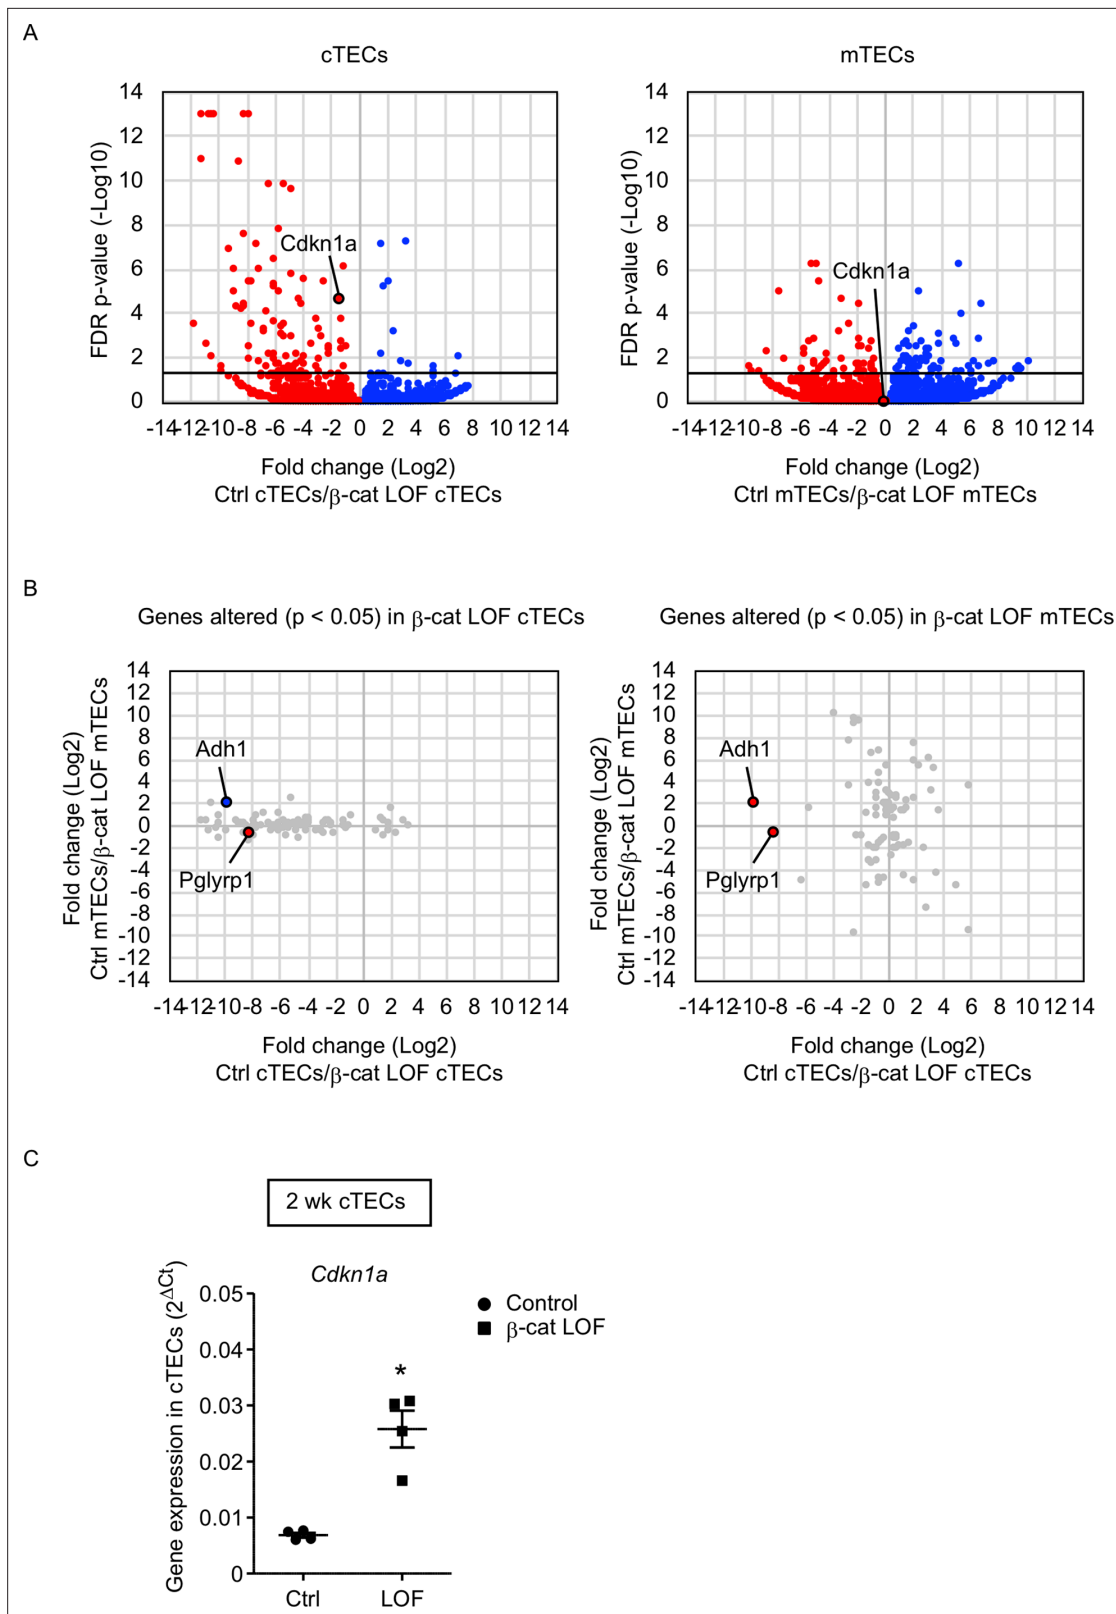 A
cTECs
mTECs
14
12
10
8
6
4
2
0
FDR p-value (-Log10)
Cdkn1a
-14 -12 -10 -8 -6 -4 -2 0 2 4 6 8 10 12 14
Fold change (Log2)
Ctrl cTECs/β-cat LOF cTECs
14
12
10
8
6
4
2
0
FDR p-value (-Log10)
Cdkn1a
-14 -12 -10 -8 -6 -4 -2 0 2 4 6 8 10 12 14
Fold change (Log2)
Ctrl mTECs/β-cat LOF mTECs
B
Genes altered (p < 0.05) in β-cat LOF cTECs
14
12
10
8
6
4
2
0
-2
-4
-6
-8
-10
-12
-14
Fold change (Log2)
Ctrl mTECs/β-cat LOF mTECs
Adh1
Pglyrp1
-14 -12 -10 -8 -6 -4 -2 0 2 4 6 8 10 12 14
Fold change (Log2)
Ctrl cTECs/β-cat LOF cTECs
Genes altered (p < 0.05) in β-cat LOF mTECs
14
12
10
8
6
4
2
0
-2
-4
-6
-8
-10
-12
-14
Fold change (Log2)
Ctrl mTECs/β-cat LOF mTECs
Adh1
Pglyrp1
-14 -12 -10 -8 -6 -4 -2 0 2 4 6 8 10 12 14
Fold change (Log2)
Ctrl cTECs/β-cat LOF cTECs
C
2 wk cTECs
Cdkn1a
Gene expression in cTECs (2^ΔCt)
0.05
0.04
0.03
0.02
0.01
0
*
Ctrl LOF
Control
β-cat LOF